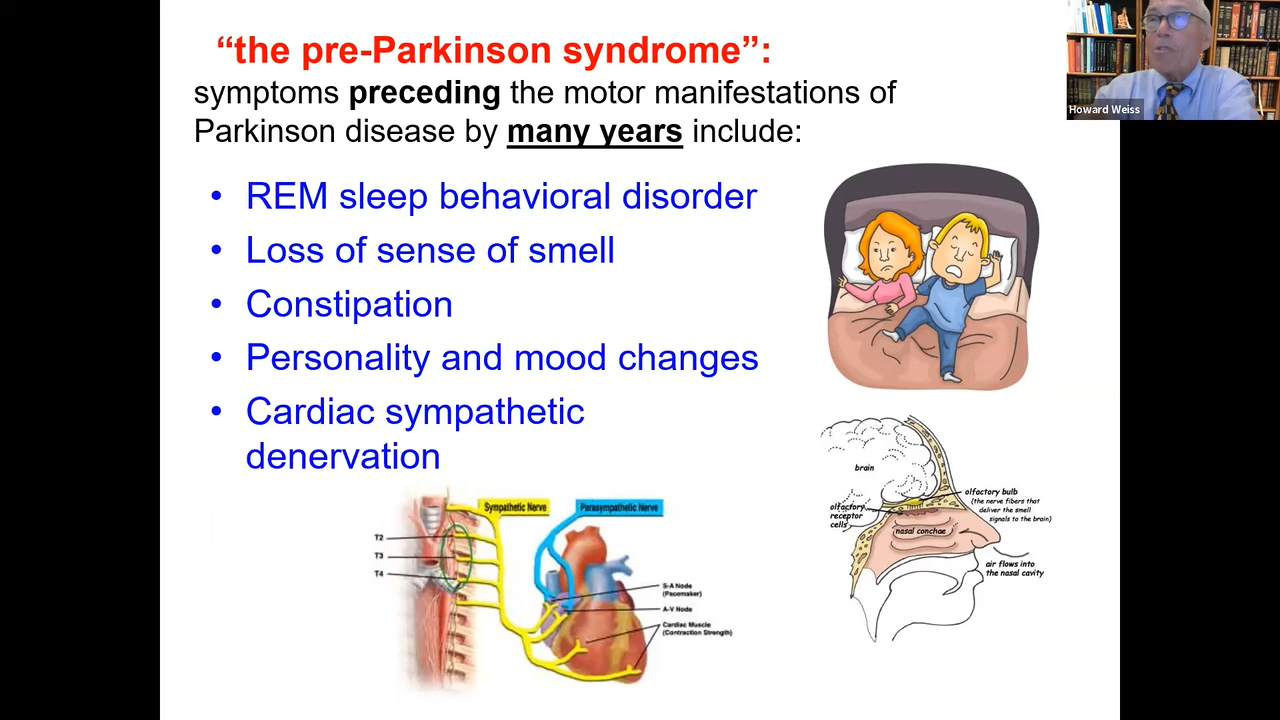 “the pre-Parkinson syndrome”:
symptoms preceding the motor manifestations of
Parkinson disease by many years include:
• REM sleep behavioral disorder
• Loss of sense of smell
• Constipation
• Personality and mood changes
• Cardiac sympathetic
denervation
Howard Weiss
Sympathetic Nerve
Parasympathetic Nerve
T2
T3
T4
S-A Node
(Pacemaker)
A-V Node
Cardiac Muscle
(Contraction Strength)
brain
olfactory bulb
(the nerve fibers that
deliver the smell
signals to the brain)
olfactory
receptor
cells
nasal conchae
air flows into
the nasal cavity